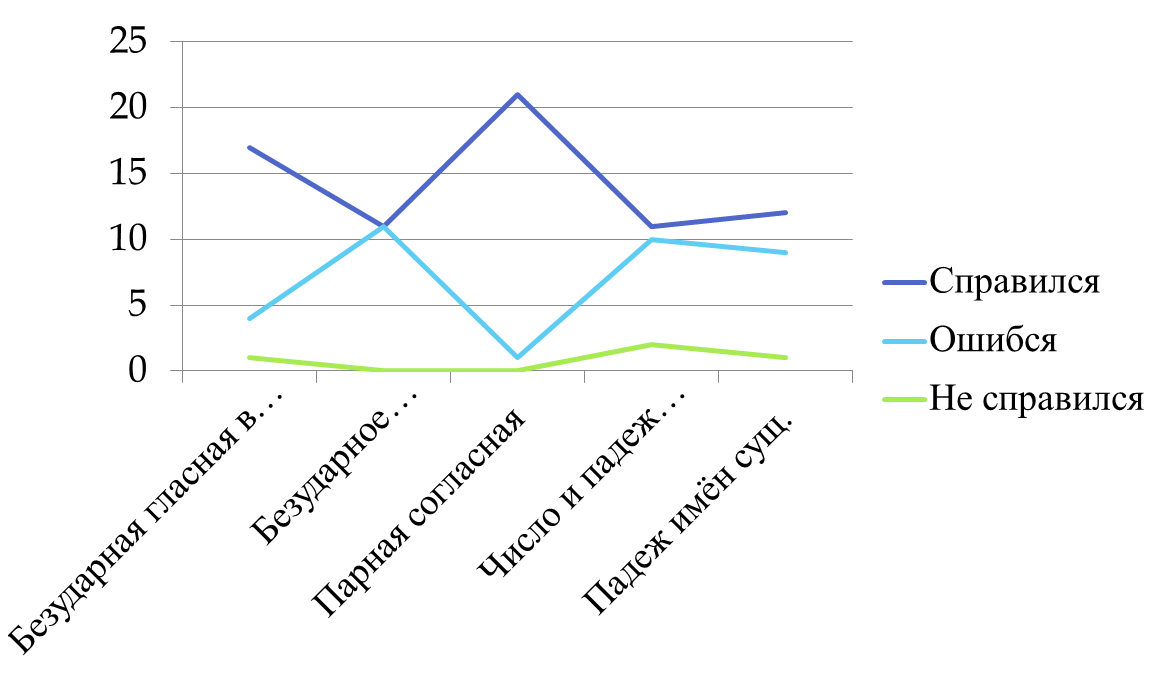 25
20
15
10
5
0
Безударная гласная в…
Безударное…
Парная согласная
Число и падеж…
Падеж имён сущ.
Справился
Ошибся
Не справился